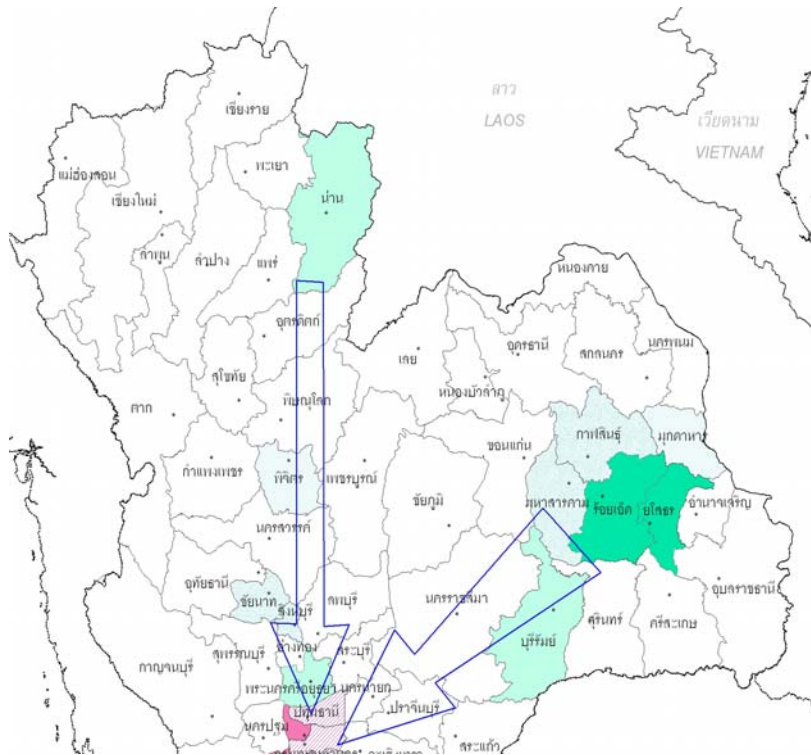 เชียงราย
ลาว
LAOS
เวียดนาม
VIETNAM
พะเยา
แม่ฮ่องสอน
เชียงใหม่
น่าน
ลำพูน
ลำปาง
แพร่
หนองคาย
อุตรดิตถ์
เลย
อุดรธานี
สกลนคร
นครพนม
สุโขทัย
หนองบัวลำภู
ตาก
พิษณุโลก
ขอนแก่น
กาฬสินธุ์
มุกดาหาร
กำแพงเพชร
พิจิตร
เพชรบูรณ์
ชัยภูมิ
มหาสารคาม
ร้อยเอ็ด
ยโสธร
อำนาจเจริญ
นครสวรรค์
อุทัยธานี
ชัยนาท
สิงห์บุรี
ลพบุรี
นครราชสีมา
อุบลราชธานี
บุรีรัมย์
สุรินทร์
ศรีสะเกษ
กาญจนบุรี
สุพรรณบุรี
อ่างทอง
สระบุรี
พระนครศรีอยุธยา
นครนายก
ปราจีนบุรี
ปทุมธานี
นครปฐม
สระแก้ว